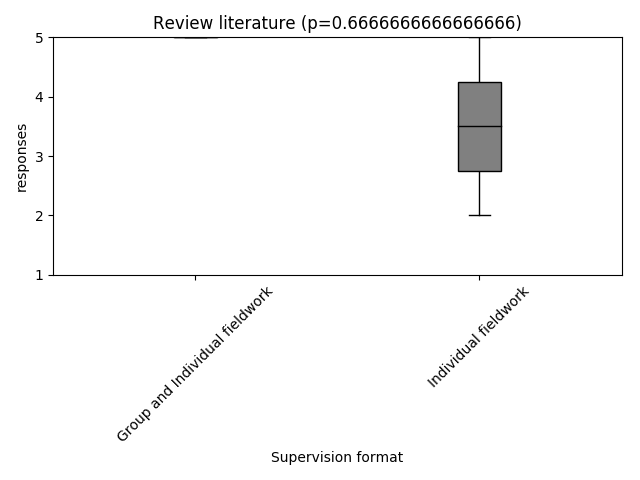 Review literature (p=0.6666666666666666)
responses
5
4
3
2
1
Group and Individual fieldwork
Individual fieldwork
Supervision format